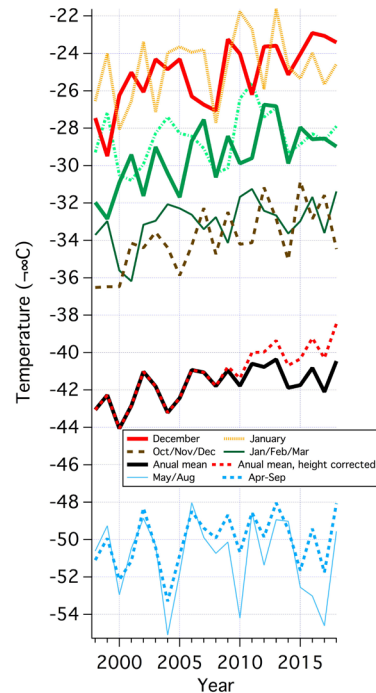 -22
-24
-26
-28
-30
-32
-34
-36
-38
-40
-42
-44
-46
-48
-50
-52
-54
Temperature (¬∞C)
December January
Oct/Nov/Dec Jan/Feb/Mar
Anual mean Anual mean, height corrected
May/Aug Apr-Sep
2000 2005 2010 2015
Year